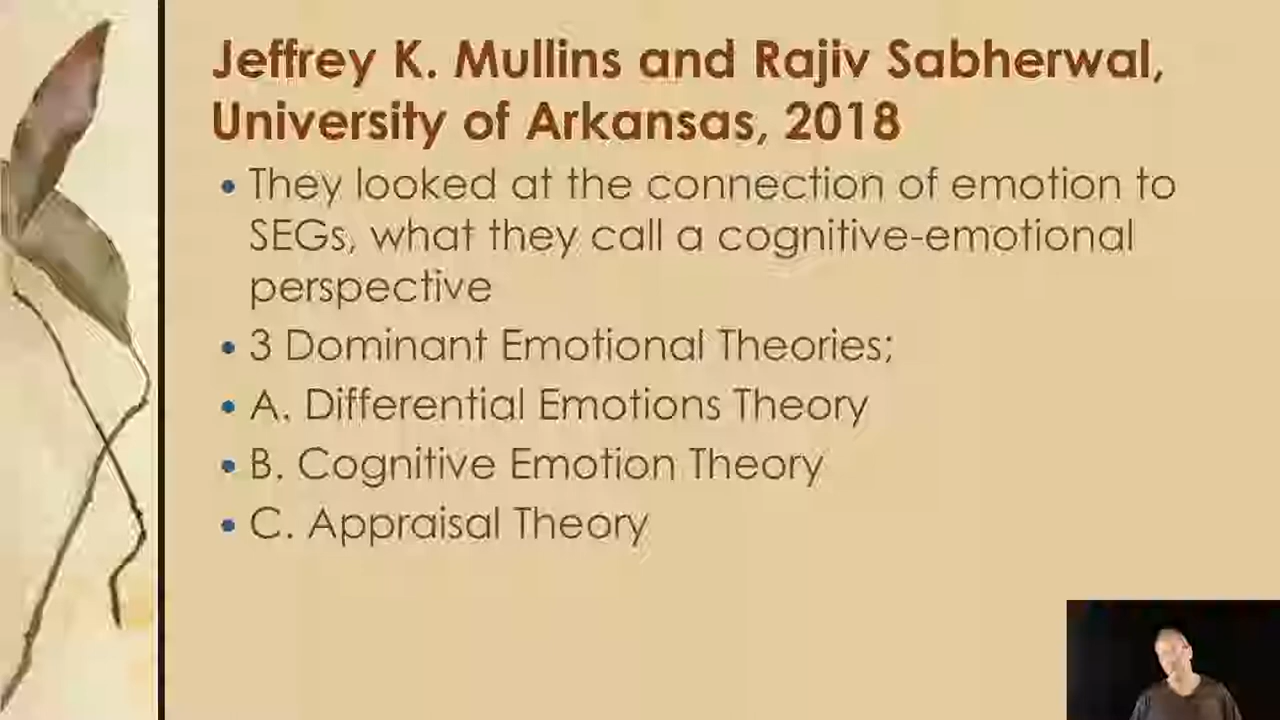 Jeffrey K. Mullins and Rajiv Sabherwal,
University of Arkansas, 2018
• They looked at the connection of emotion to
SEGs, what they call a cognitive-emotional
perspective
• 3 Dominant Emotional Theories;
• A. Differential Emotions Theory
• B. Cognitive Emotion Theory
• C. Appraisal Theory